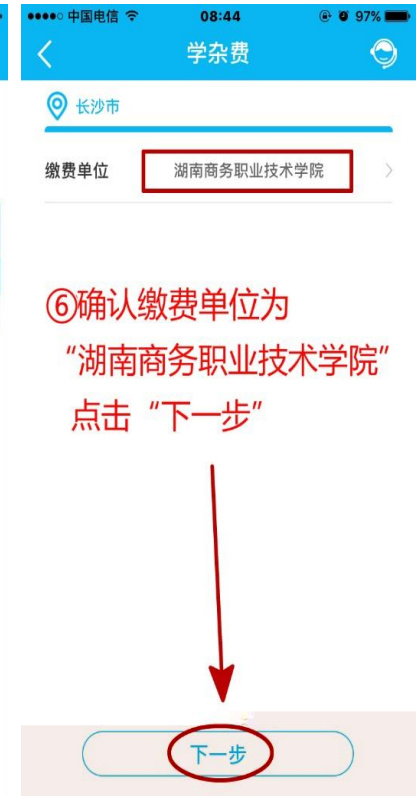 中国电信 08:44 97%
学杂费
长沙市
缴费单位 湖南商务职业技术学院
⑥确认缴费单位为
“湖南商务职业技术学院”
点击“下一步”
下一步